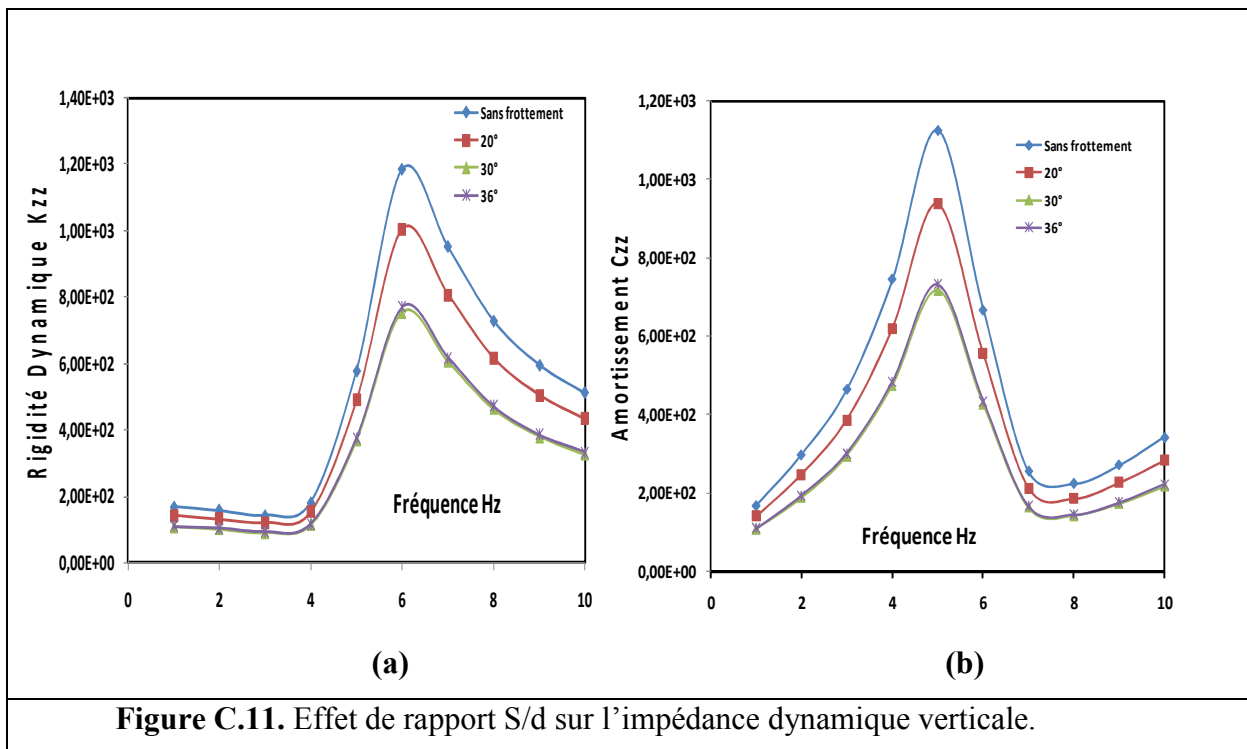 Rigidité Dynamique Kzz
1,40E+03
1,20E+03
1,00E+03
8,00E+02
6,00E+02
4,00E+02
2,00E+02
0,00E+00
Sans frottement
20°
30°
36°
Fréquence Hz
0 2 4 6 8 10
(a)
Amortissement Czz
1,20E+03
1,00E+03
8,00E+02
6,00E+02
4,00E+02
2,00E+02
0,00E+00
Sans frottement
20°
30°
36°
Fréquence Hz
0 2 4 6 8 10
(b)
Figure C.11. Effet de rapport S/d sur l’impédance dynamique verticale.